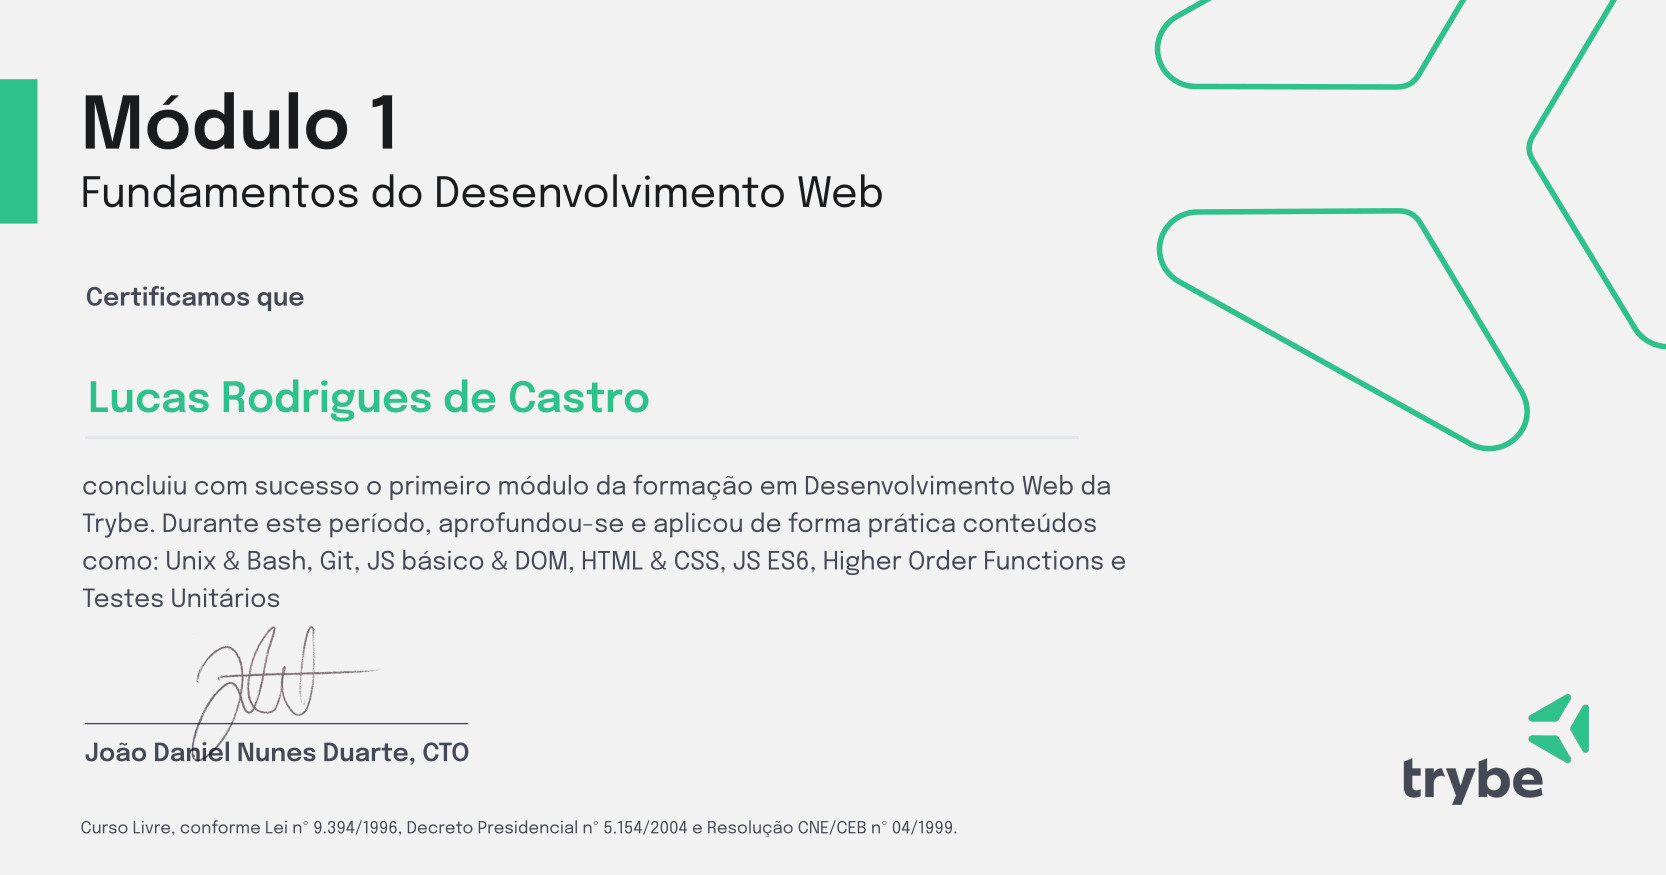 Módulo 1
Fundamentos do Desenvolvimento Web
Certificamos que
Lucas Rodrigues de Castro
concluiu com sucesso o primeiro módulo da formação em Desenvolvimento Web da
Trybe. Durante este período, aprofundou-se e aplicou de forma prática conteúdos
como: Unix & Bash, Git, JS básico & DOM, HTML & CSS, JS ES6, Higher Order Functions e
Testes Unitários
João Daniel Nunes Duarte, CTO
trybe
Curso Livre, conforme Lei n° 9.394/1996, Decreto Presidencial n° 5.154/2004 e Resolução CNE/CEB n° 04/1999.